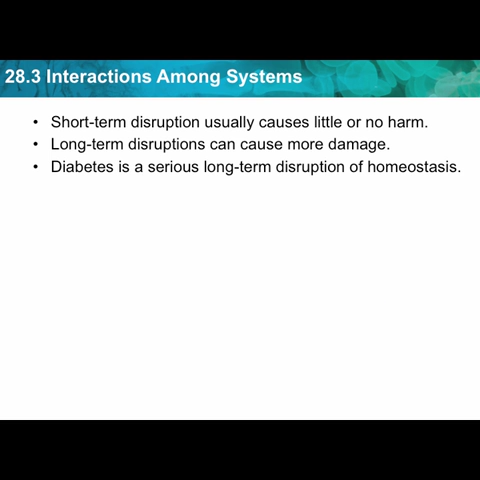 28.3 Interactions Among Systems
• Short-term disruption usually causes little or no harm.
• Long-term disruptions can cause more damage.
• Diabetes is a serious long-term disruption of homeostasis.